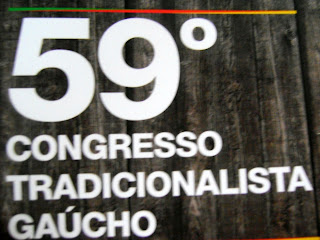 59º
CONGRESSO
TRADICIONALISTA
GAÚCHO